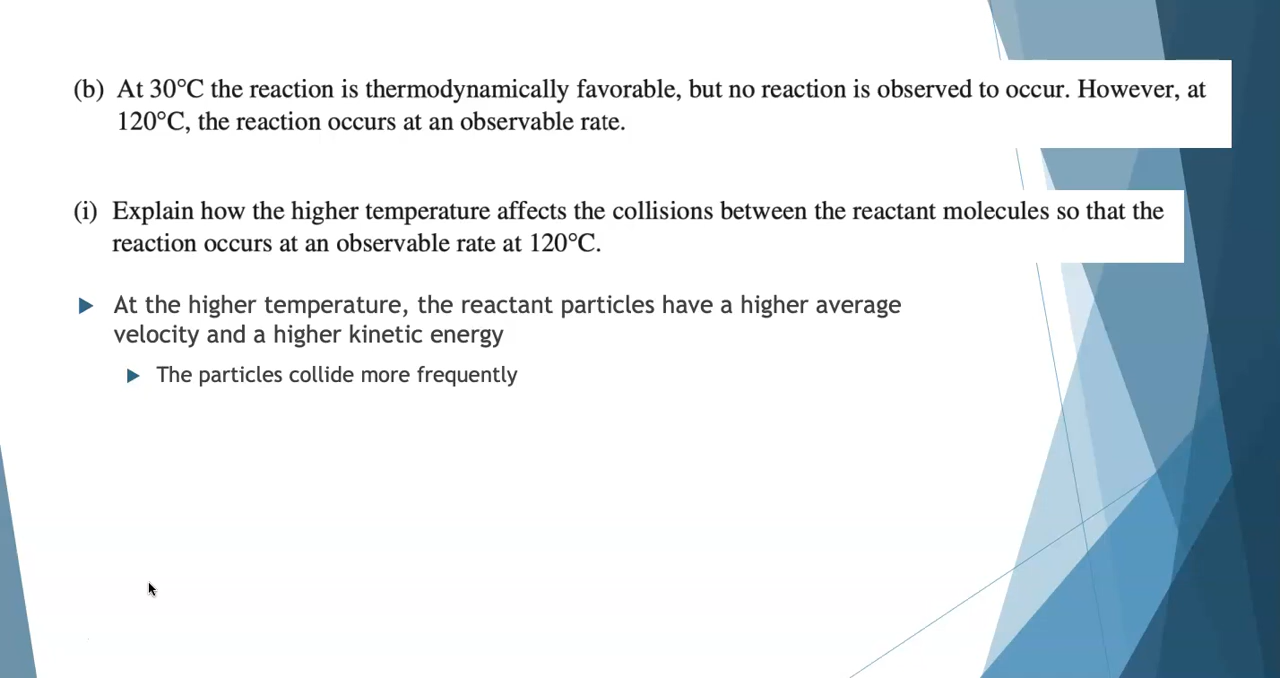 (b) At 30°C the reaction is thermodynamically favorable, but no reaction is observed to occur. However, at
120°C, the reaction occurs at an observable rate.
(i) Explain how the higher temperature affects the collisions between the reactant molecules so that the
reaction occurs at an observable rate at 120°C.
At the higher temperature, the reactant particles have a higher average
velocity and a higher kinetic energy
The particles collide more frequently